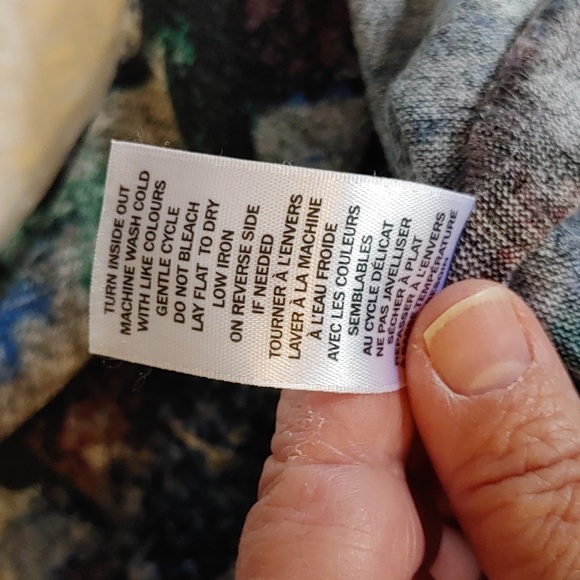 TURN INSIDE OUT
MACHINE WASH COLD
WITH LIKE COLOURS
GENTLE CYCLE
DO NOT BLEACH
LAY FLAT TO DRY
LOW IRON
ON REVERSE SIDE
IF NEEDED
TOURNER À L'ENVERS
LAVER À LA MACHINE
À L'EAU FROIDE
AVEC LES COULEURS
SEMBLABLES
AU CYCLE DÉLICAT
NE PAS JAVELLISER
SÉCHER À PLAT
REPASSER À L'ENVERS
TEMPÉRATURE